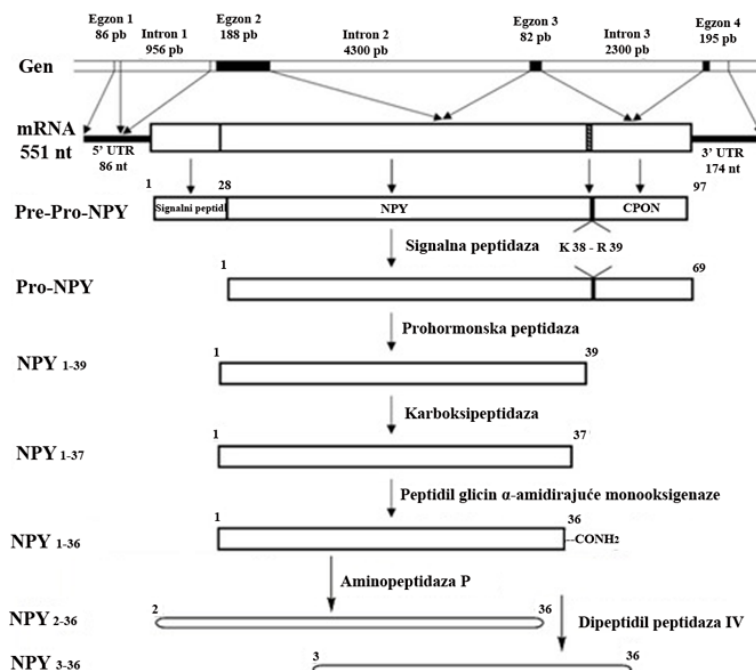 Egzon 1
86 pb
Intron 1
956 pb
Egzon 2
188 pb
Intron 2
4300 pb
Egzon 3
82 pb
Intron 3
2300 pb
Egzon 4
195 pb
Gen
mRNA
551 nt
5' UTR
86 nt
3' UTR
174 nt
1
28
97
Pre-Pro-NPY
Signalni peptid
NPY
CPON
Signalna peptidaza
K 38 - R 39
1
69
Pro-NPY
Prohormonska peptidaza
1
39
NPY 1-39
Karboksipeptidaza
1
37
NPY 1-37
Peptidil glicin α-amidirajuće monooksigenaze
1
36
NPY 1-36
--CONH2
Aminopeptidaza P
2
36
NPY 2-36
Dipeptidil peptidaza IV
3
36
NPY 3-36